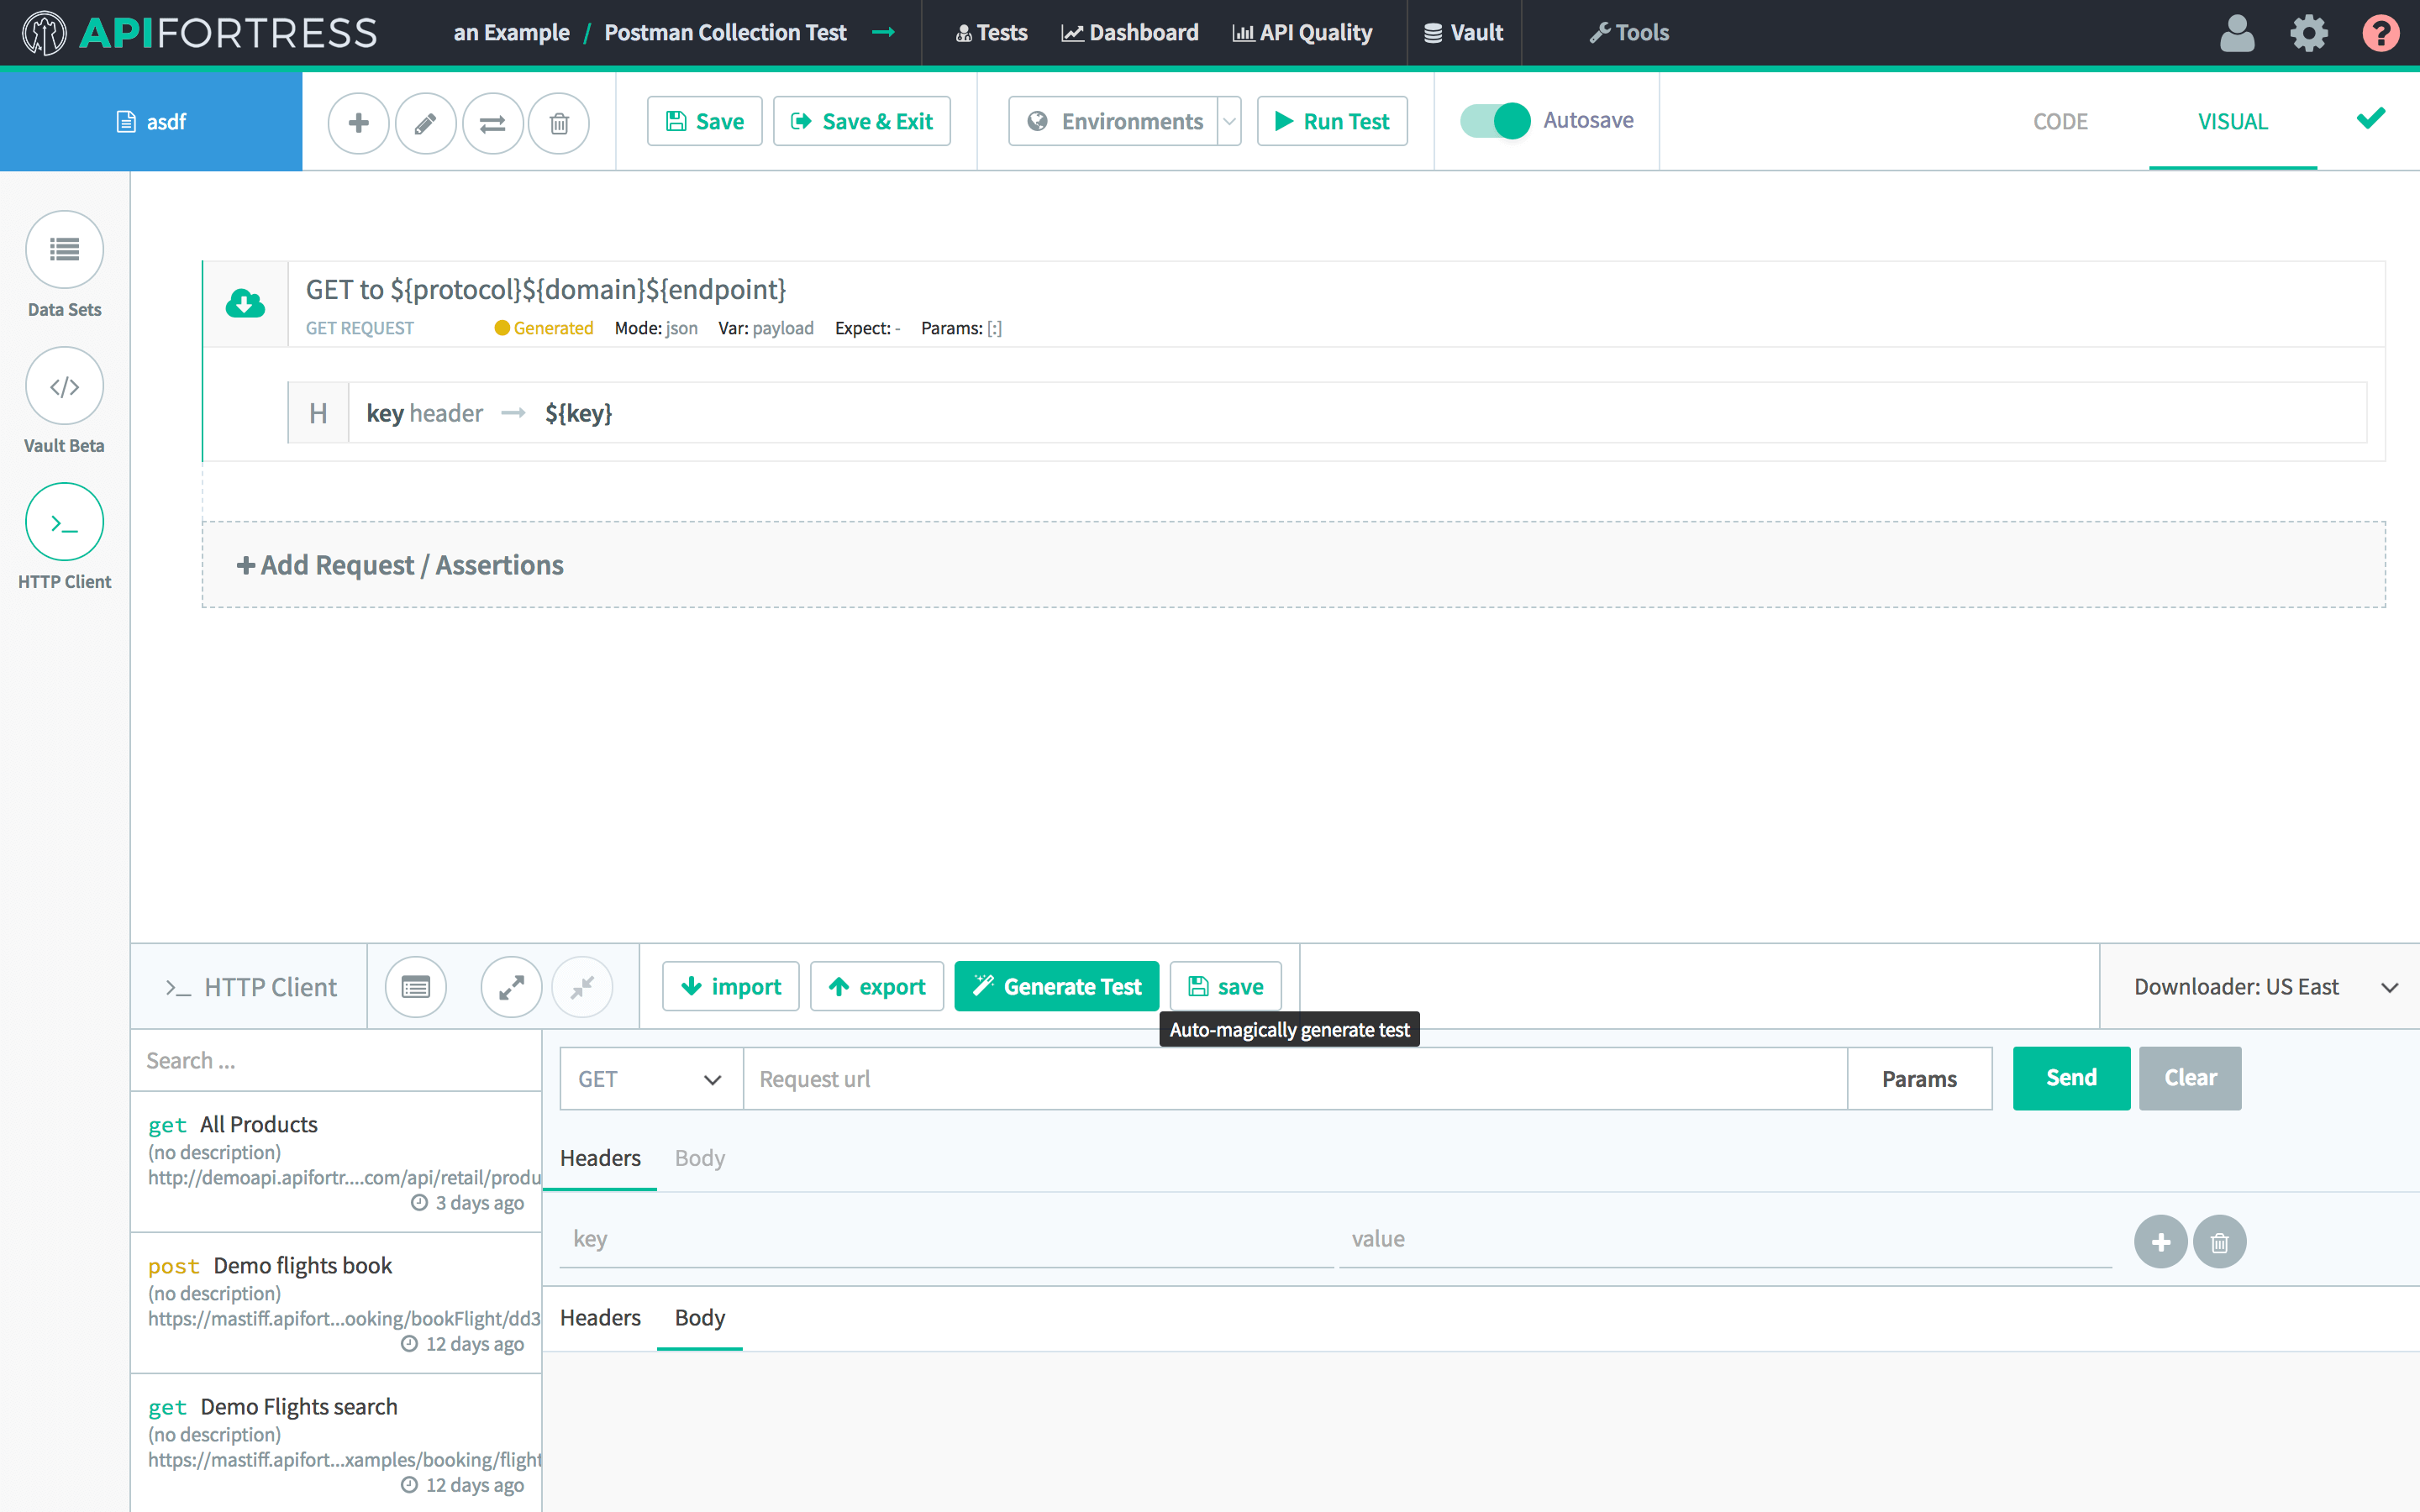 APIFORTRESS
an Example / Postman Collection Test →
Tests
Dashboard
API Quality
Vault
Tools
?
asdf
Save
Save & Exit
Environments
Run Test
Autosave
CODE
VISUAL
Data Sets
</>
Vault Beta
>_
HTTP Client
GET to ${protocol}${domain}${endpoint}
GET REQUEST
Generated
Mode: json
Var: payload
Expect: -
Params: [:]
H
key header → ${key}
+ Add Request / Assertions
>_ HTTP Client
import
export
Generate Test
save
Auto-magically generate test
Downloader: US East
Search ...
get All Products
(no description)
http://demoapi.apifortr....com/api/retail/produ
3 days ago
post Demo flights book
(no description)
https://mastiff.apifort...ooking/bookFlight/dd3
12 days ago
get Demo Flights search
(no description)
https://mastiff.apifort...xamples/booking/flight
12 days ago
GET
Request url
Params
Send
Clear
Headers
Body
key
value
Headers
Body